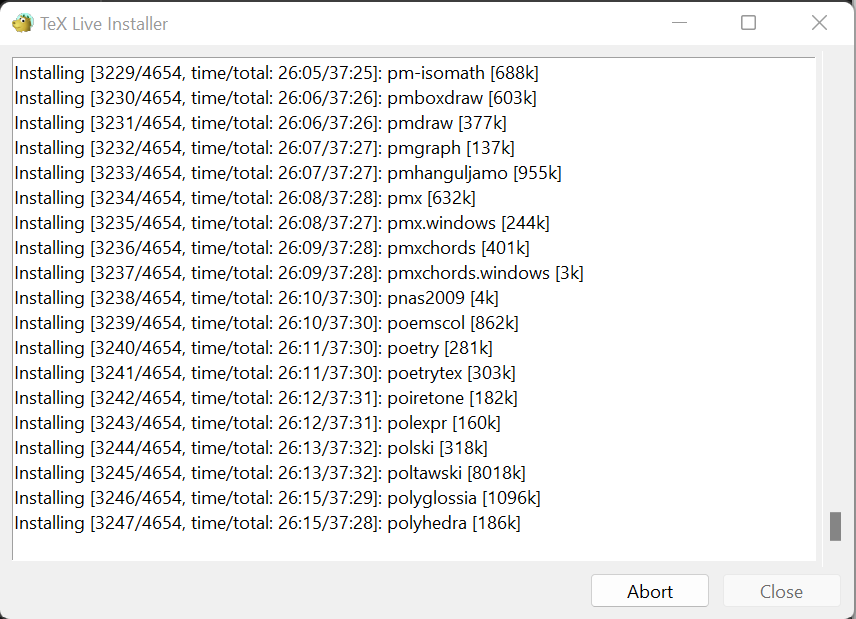 TeX Live Installer
Installing [3229/4654, time/total: 26:05/37:25]: pm-isomath [688k]
Installing [3230/4654, time/total: 26:06/37:26]: pmboxdraw [603k]
Installing [3231/4654, time/total: 26:06/37:26]: pmdraw [377k]
Installing [3232/4654, time/total: 26:07/37:27]: pmgraph [137k]
Installing [3233/4654, time/total: 26:07/37:27]: pmhanguljamo [955k]
Installing [3234/4654, time/total: 26:08/37:28]: pmx [632k]
Installing [3235/4654, time/total: 26:08/37:27]: pmx.windows [244k]
Installing [3236/4654, time/total: 26:09/37:28]: pmxchords [401k]
Installing [3237/4654, time/total: 26:09/37:28]: pmxchords.windows [3k]
Installing [3238/4654, time/total: 26:10/37:30]: pnas2009 [4k]
Installing [3239/4654, time/total: 26:10/37:30]: poemscol [862k]
Installing [3240/4654, time/total: 26:11/37:30]: poetry [281k]
Installing [3241/4654, time/total: 26:11/37:30]: poetrytex [303k]
Installing [3242/4654, time/total: 26:12/37:31]: poiretone [182k]
Installing [3243/4654, time/total: 26:12/37:31]: polexpr [160k]
Installing [3244/4654, time/total: 26:13/37:32]: polski [318k]
Installing [3245/4654, time/total: 26:13/37:32]: poltawski [8018k]
Installing [3246/4654, time/total: 26:15/37:29]: polyglossia [1096k]
Installing [3247/4654, time/total: 26:15/37:28]: polyhedra [186k]
Abort
Close